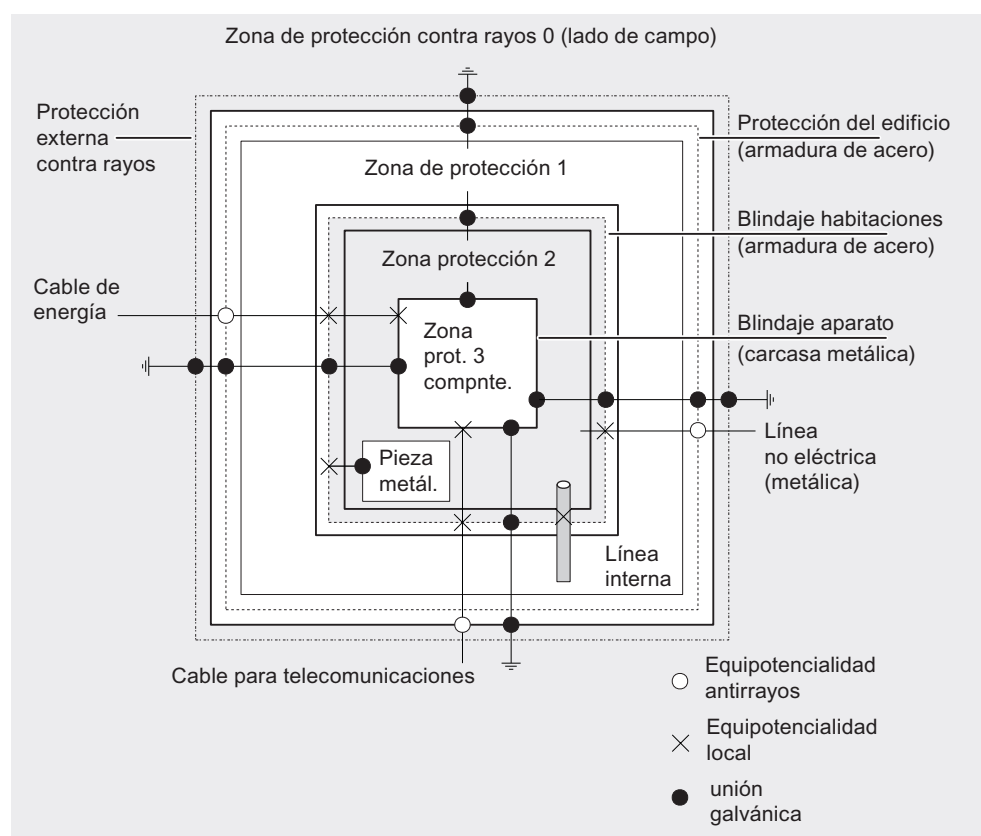 Zona de protección contra rayos 0 (lado de campo)
Protección
externa
contra rayos
Protección del edificio
(armadura de acero)
Zona de protección 1
Blindaje habitaciones
(armadura de acero)
Zona protección 2
Cable de
energía
Zona
prot. 3
compnte.
Blindaje aparato
(carcasa metálica)
Línea
no eléctrica
(metálica)
Pieza
metál.
Línea
interna
Cable para telecomunicaciones
Equipotencialidad
antirrayos
Equipotencialidad
local
unión
galvánica